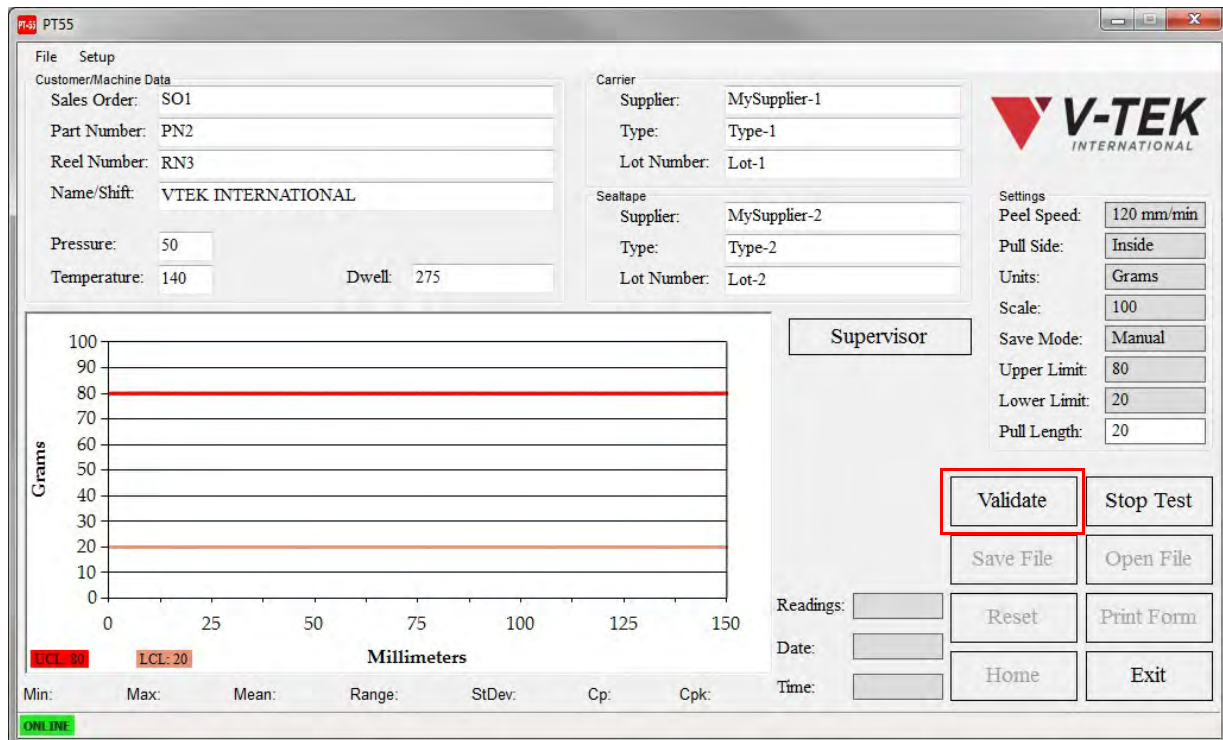 PT-55 PT55
File Setup
Customer/Machine Data
Sales Order: SO1
Part Number: PN2
Reel Number: RN3
Name/Shift: VTEK INTERNATIONAL
Pressure: 50
Temperature: 140 Dwell: 275
Carrier
Supplier: MySupplier-1
Type: Type-1
Lot Number: Lot-1
Sealtape
Supplier: MySupplier-2
Type: Type-2
Lot Number: Lot-2
V-TEK
INTERNATIONAL
Settings
Peel Speed: 120 mm/min
Pull Side: Inside
Units: Grams
Scale: 100
Save Mode: Manual
Upper Limit: 80
Lower Limit: 20
Pull Length: 20
Supervisor
100
90
80
70
60
50
40
30
20
10
0
Grams
0 25 50 75 100 125 150
Millimeters
UCL: 80 LCL: 20
Min: Max: Mean: Range: StDev: Cp: Cpk:
Readings:
Date:
Time:
Validate Stop Test
Save File Open File
Reset Print Form
Home Exit
ONLINE